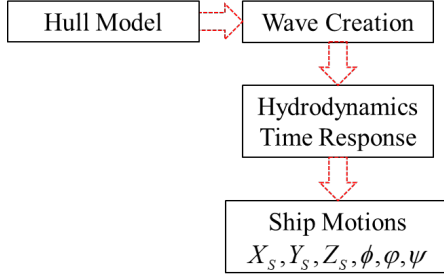 Hull Model
Wave Creation
Hydrodynamics
Time Response
Ship Motions
X_S, Y_S, Z_S, ϕ, φ, ψ